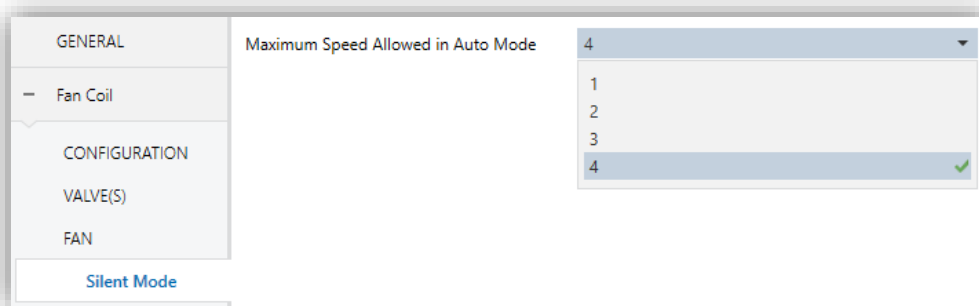 GENERAL
Fan Coil
CONFIGURATION
VALVE(S)
FAN
Silent Mode
Maximum Speed Allowed in Auto Mode
4
1
2
3
4